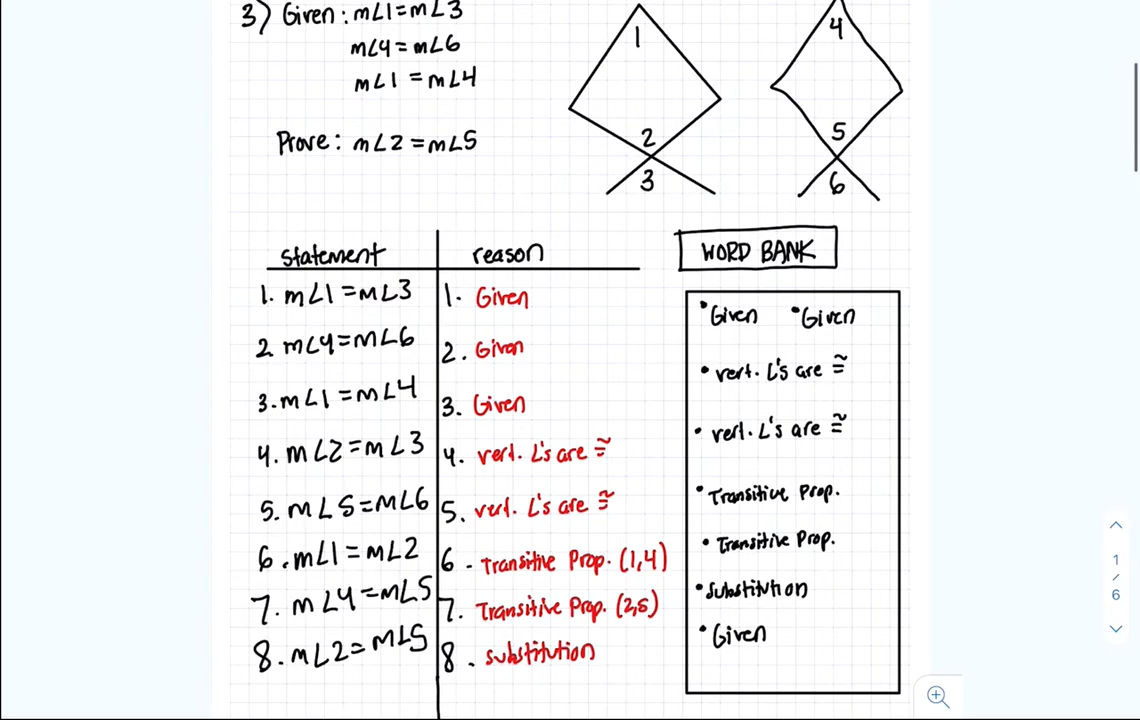 3) Given: m∠1=m∠3
m∠4=m∠6
m∠1=m∠4
Prove: m∠2=m∠5
1
2
3
4
5
6
statement reason
1. m∠1=m∠3 1. Given
2 m∠4=m∠6 2. Given
3. m∠1=m∠4 3. Given
4. m∠2=m∠3 4. vert. ∠'s are ≅
5. m∠5=m∠6 5. vert. ∠'s are ≅
6. m∠1=m∠2 6. Transitive Prop. (1,4)
7. m∠4=m∠5 7. Transitive Prop. (2,5)
8. m∠2=m∠5 8. substitution
WORD BANK
• Given • Given
• vert. ∠'s are ≅
• vert. ∠'s are ≅
• Transitive Prop.
• Transitive Prop.
• substitution
• Given
1
/
6